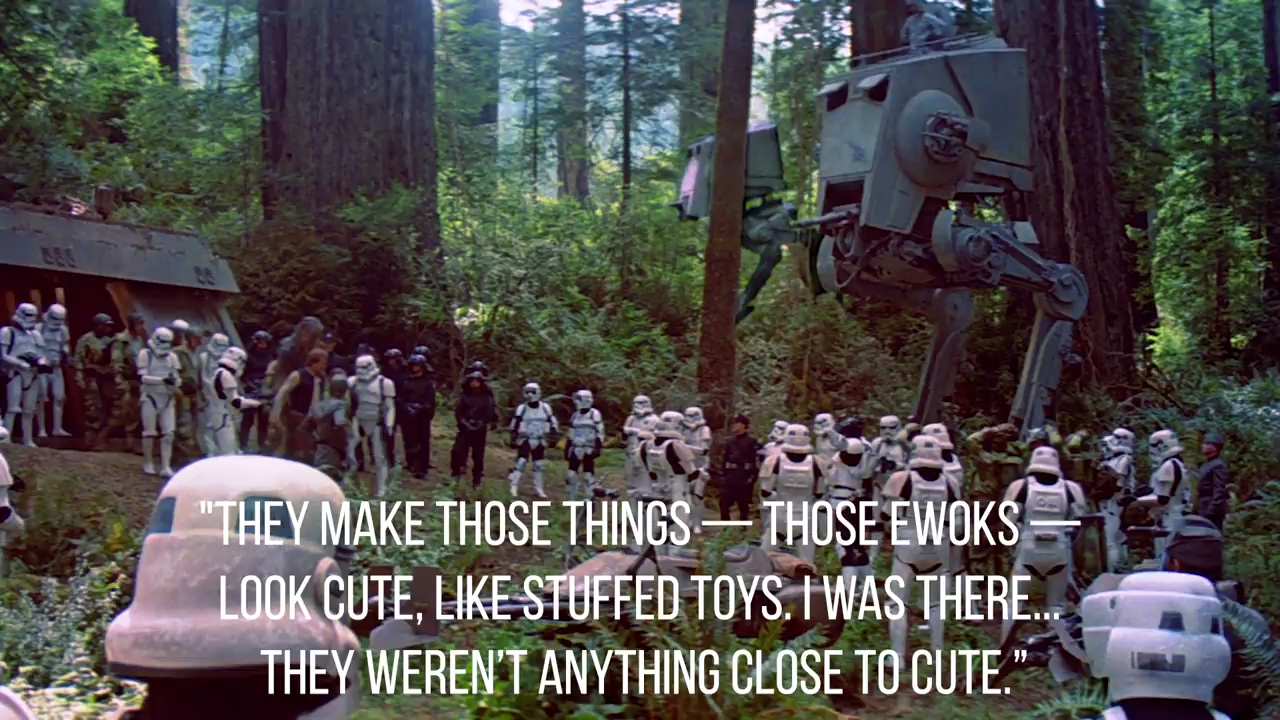 "THEY MAKE THOSE THINGS — THOSE EWOKS —
LOOK CUTE, LIKE STUFFED TOYS. I WAS THERE...
THEY WEREN’T ANYTHING CLOSE TO CUTE.”